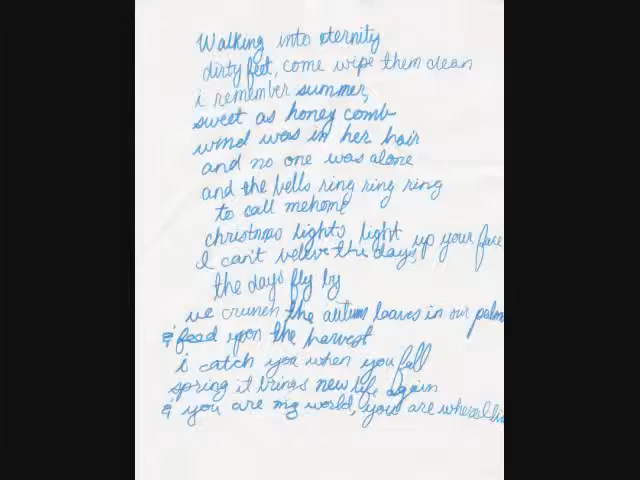 Walking into eternity
dirty feet, come wipe them clean
i remember summer,
sweet as honey comb
wind was in her hair
and no one was alone
and the bells ring ring ring
to call mehome
christmas lights light up your face
I can't believe the days,
the days fly by
we crunch the autumn leaves in our palm
& feed upon the harvest
i catch you when you fall
spring it brings new life again
& you are my world, you are where